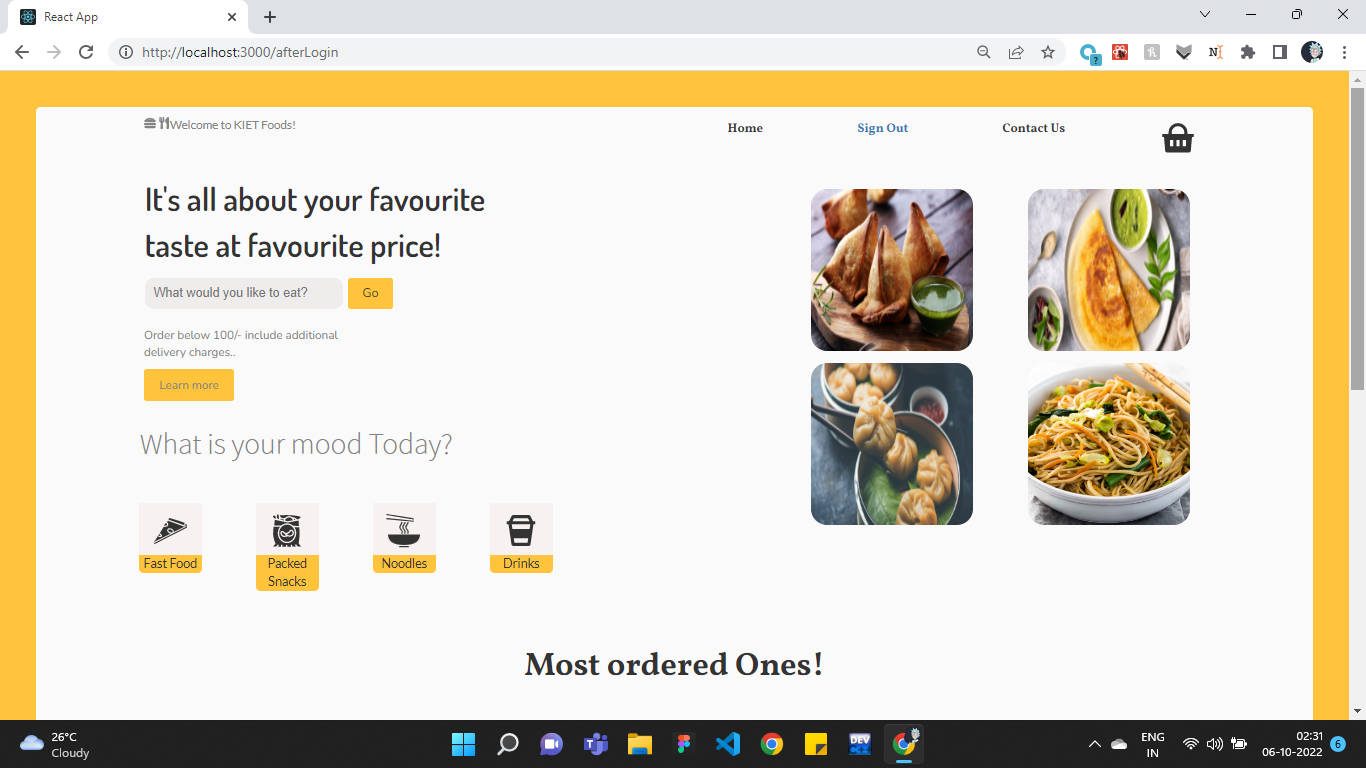 React App
http://localhost:3000/afterLogin
Welcome to KIET Foods!
Home
Sign Out
Contact Us
It's all about your favourite
taste at favourite price!
What would you like to eat?
Go
Order below 100/- include additional
delivery charges..
Learn more
What is your mood Today?
Fast Food
Packed
Snacks
Noodles
Drinks
Most ordered Ones!
26°C
Cloudy
DEV
ENG
IN
02:31
06-10-2022
6